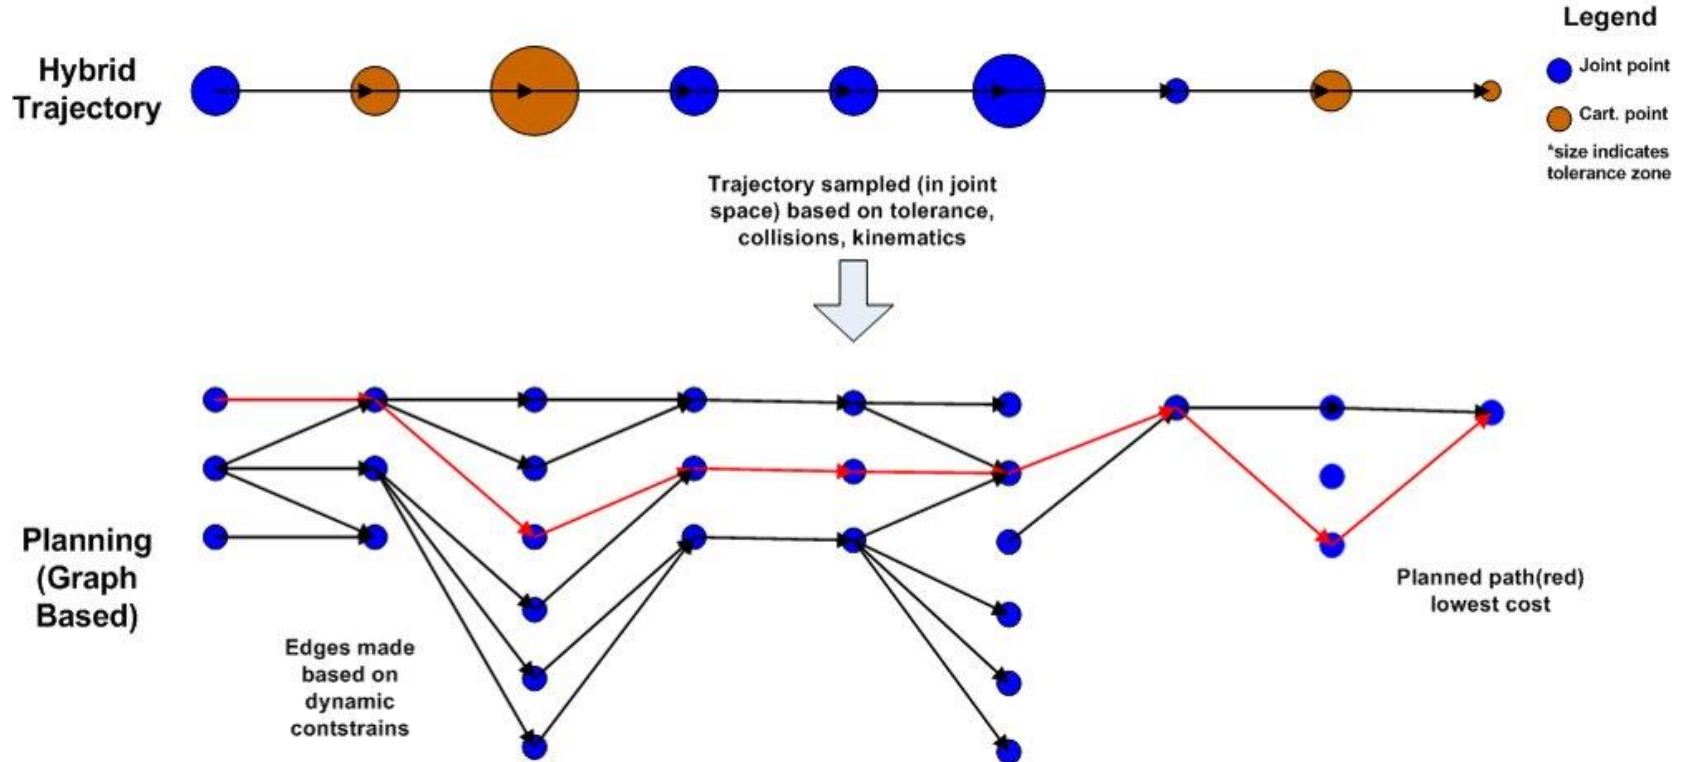 Legend
Hybrid
Trajectory
Joint point
Cart. point
*size indicates
tolerance zone
Trajectory sampled (in joint
space) based on tolerance,
collisions, kinematics
Planning
(Graph
Based)
Edges made
based on
dynamic
contstrains
Planned path(red)
lowest cost